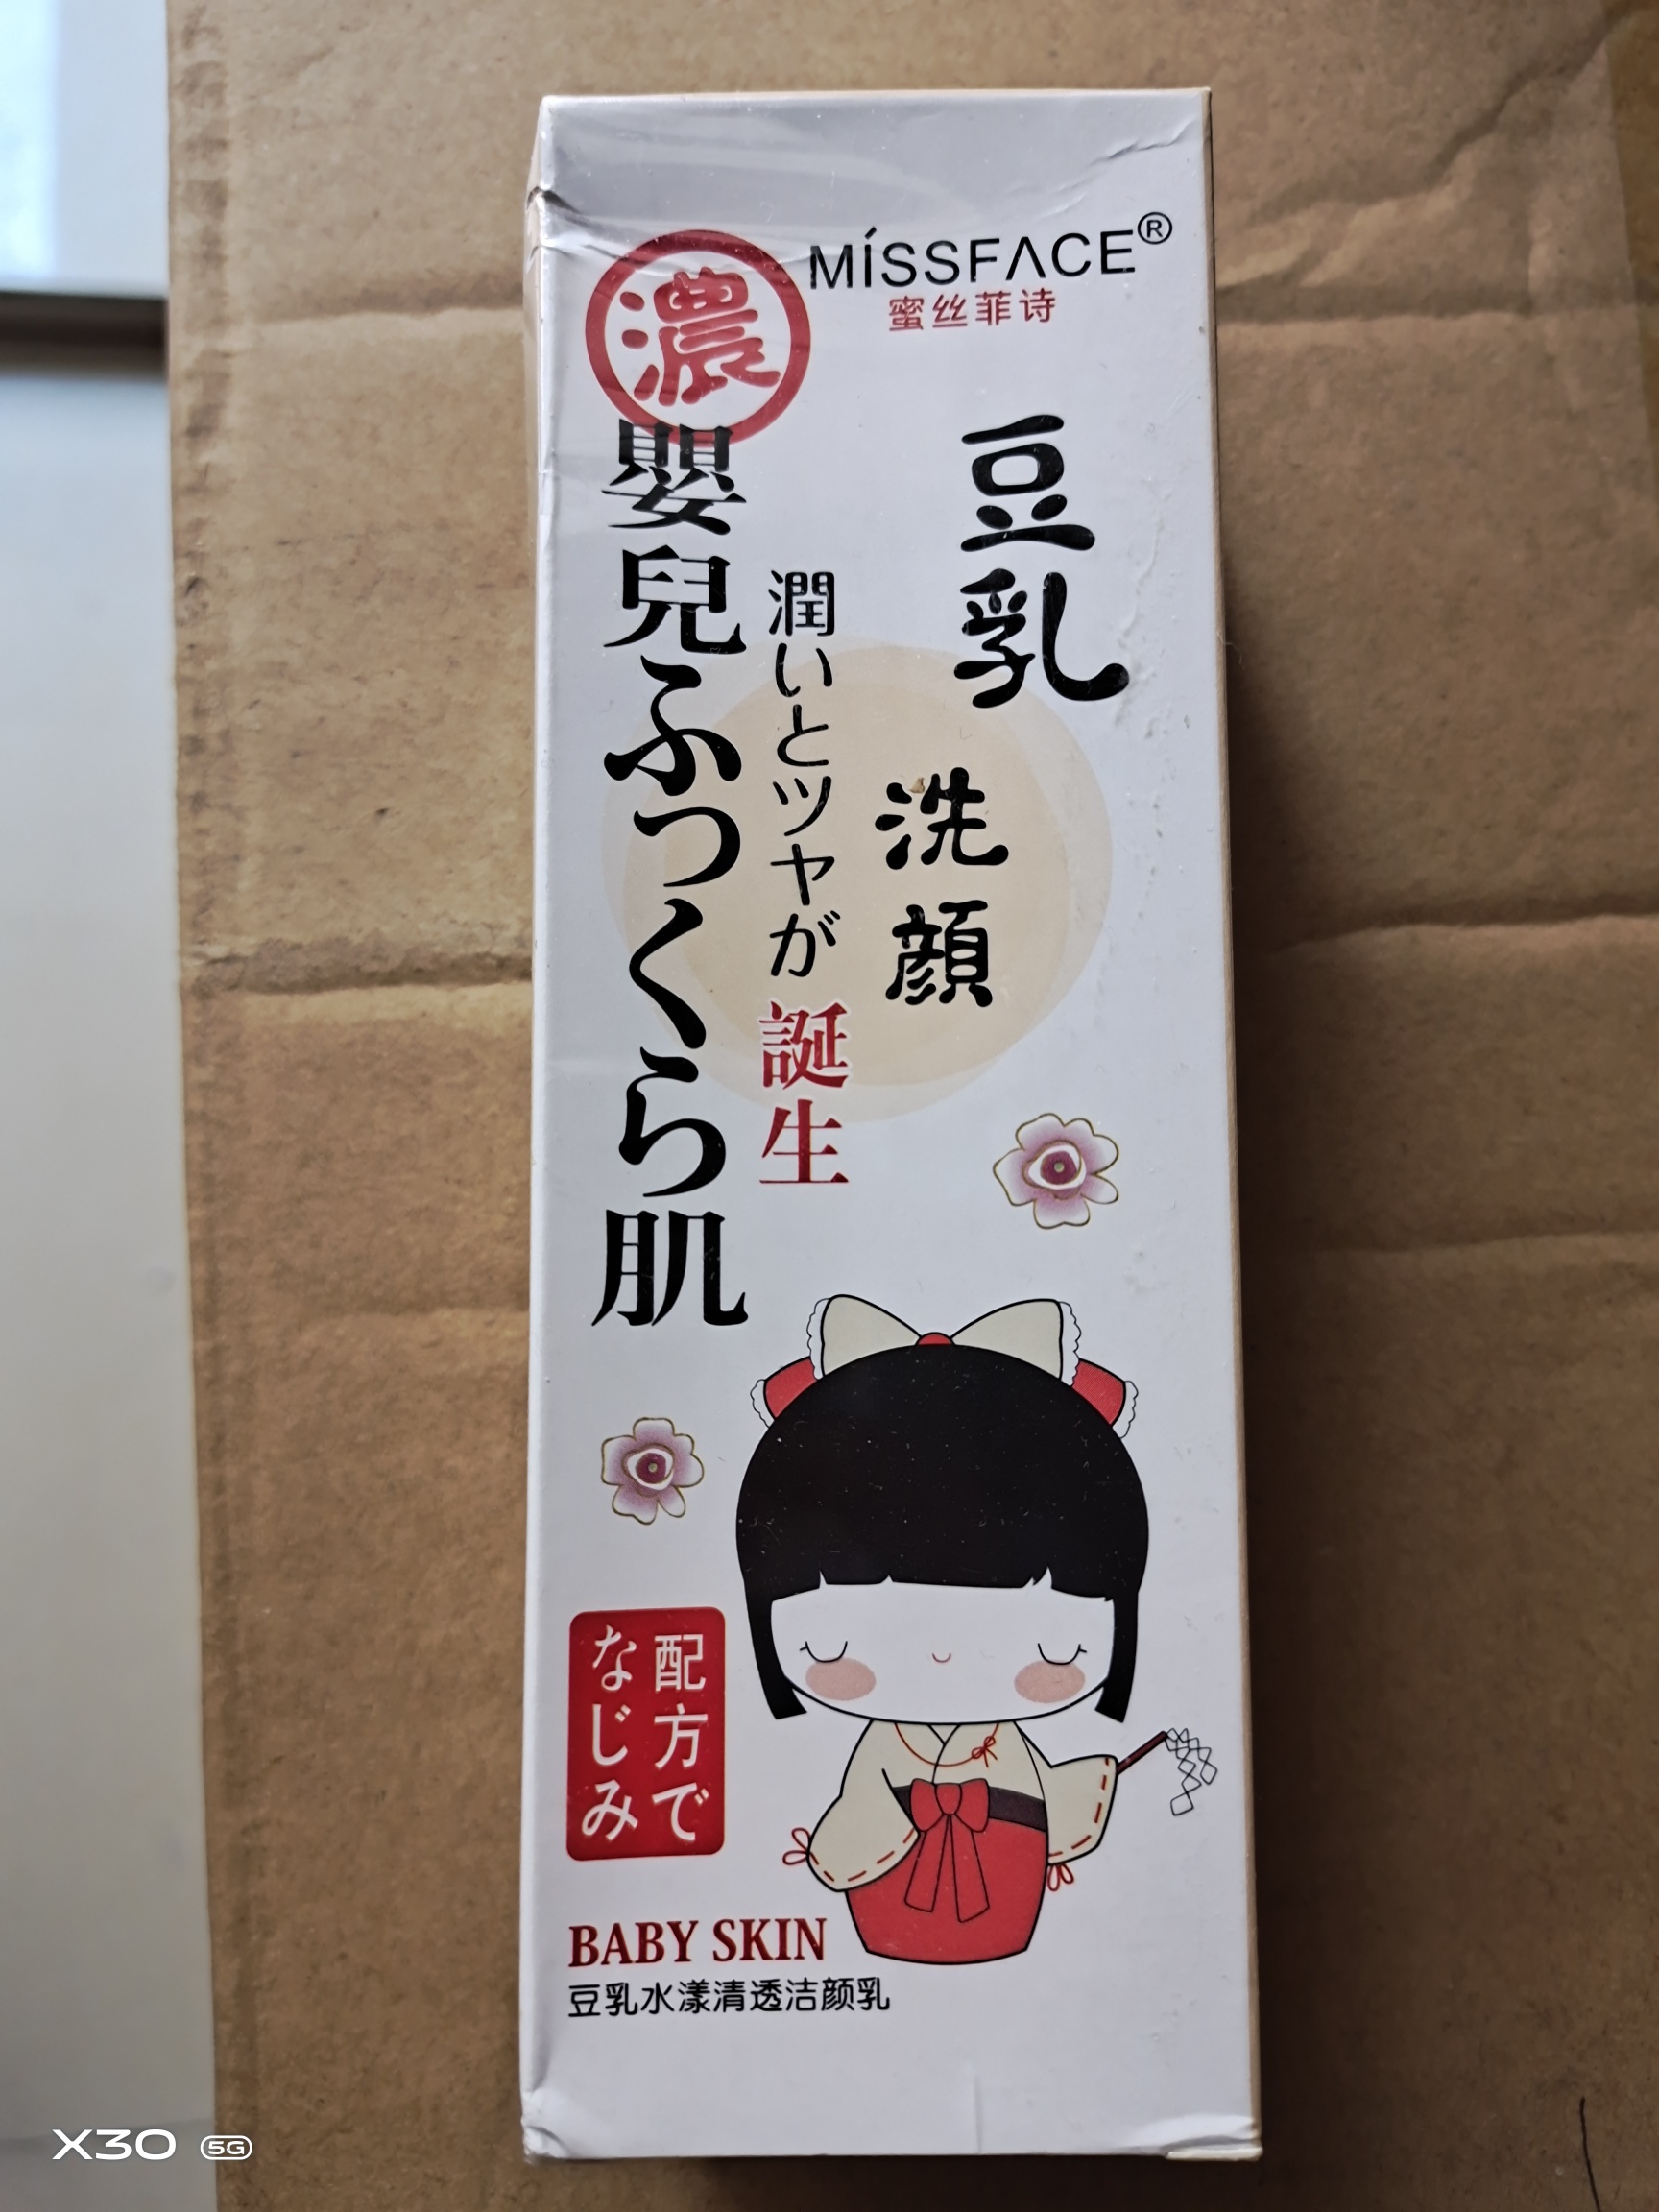 MÍSSFACE®
蜜丝菲诗
濃
豆乳
洗顔
潤いとツヤが誕生
嬰兒ふっくら肌
配方で
なじみ
BABY SKIN
豆乳水漾清透洁颜乳
X30 5G